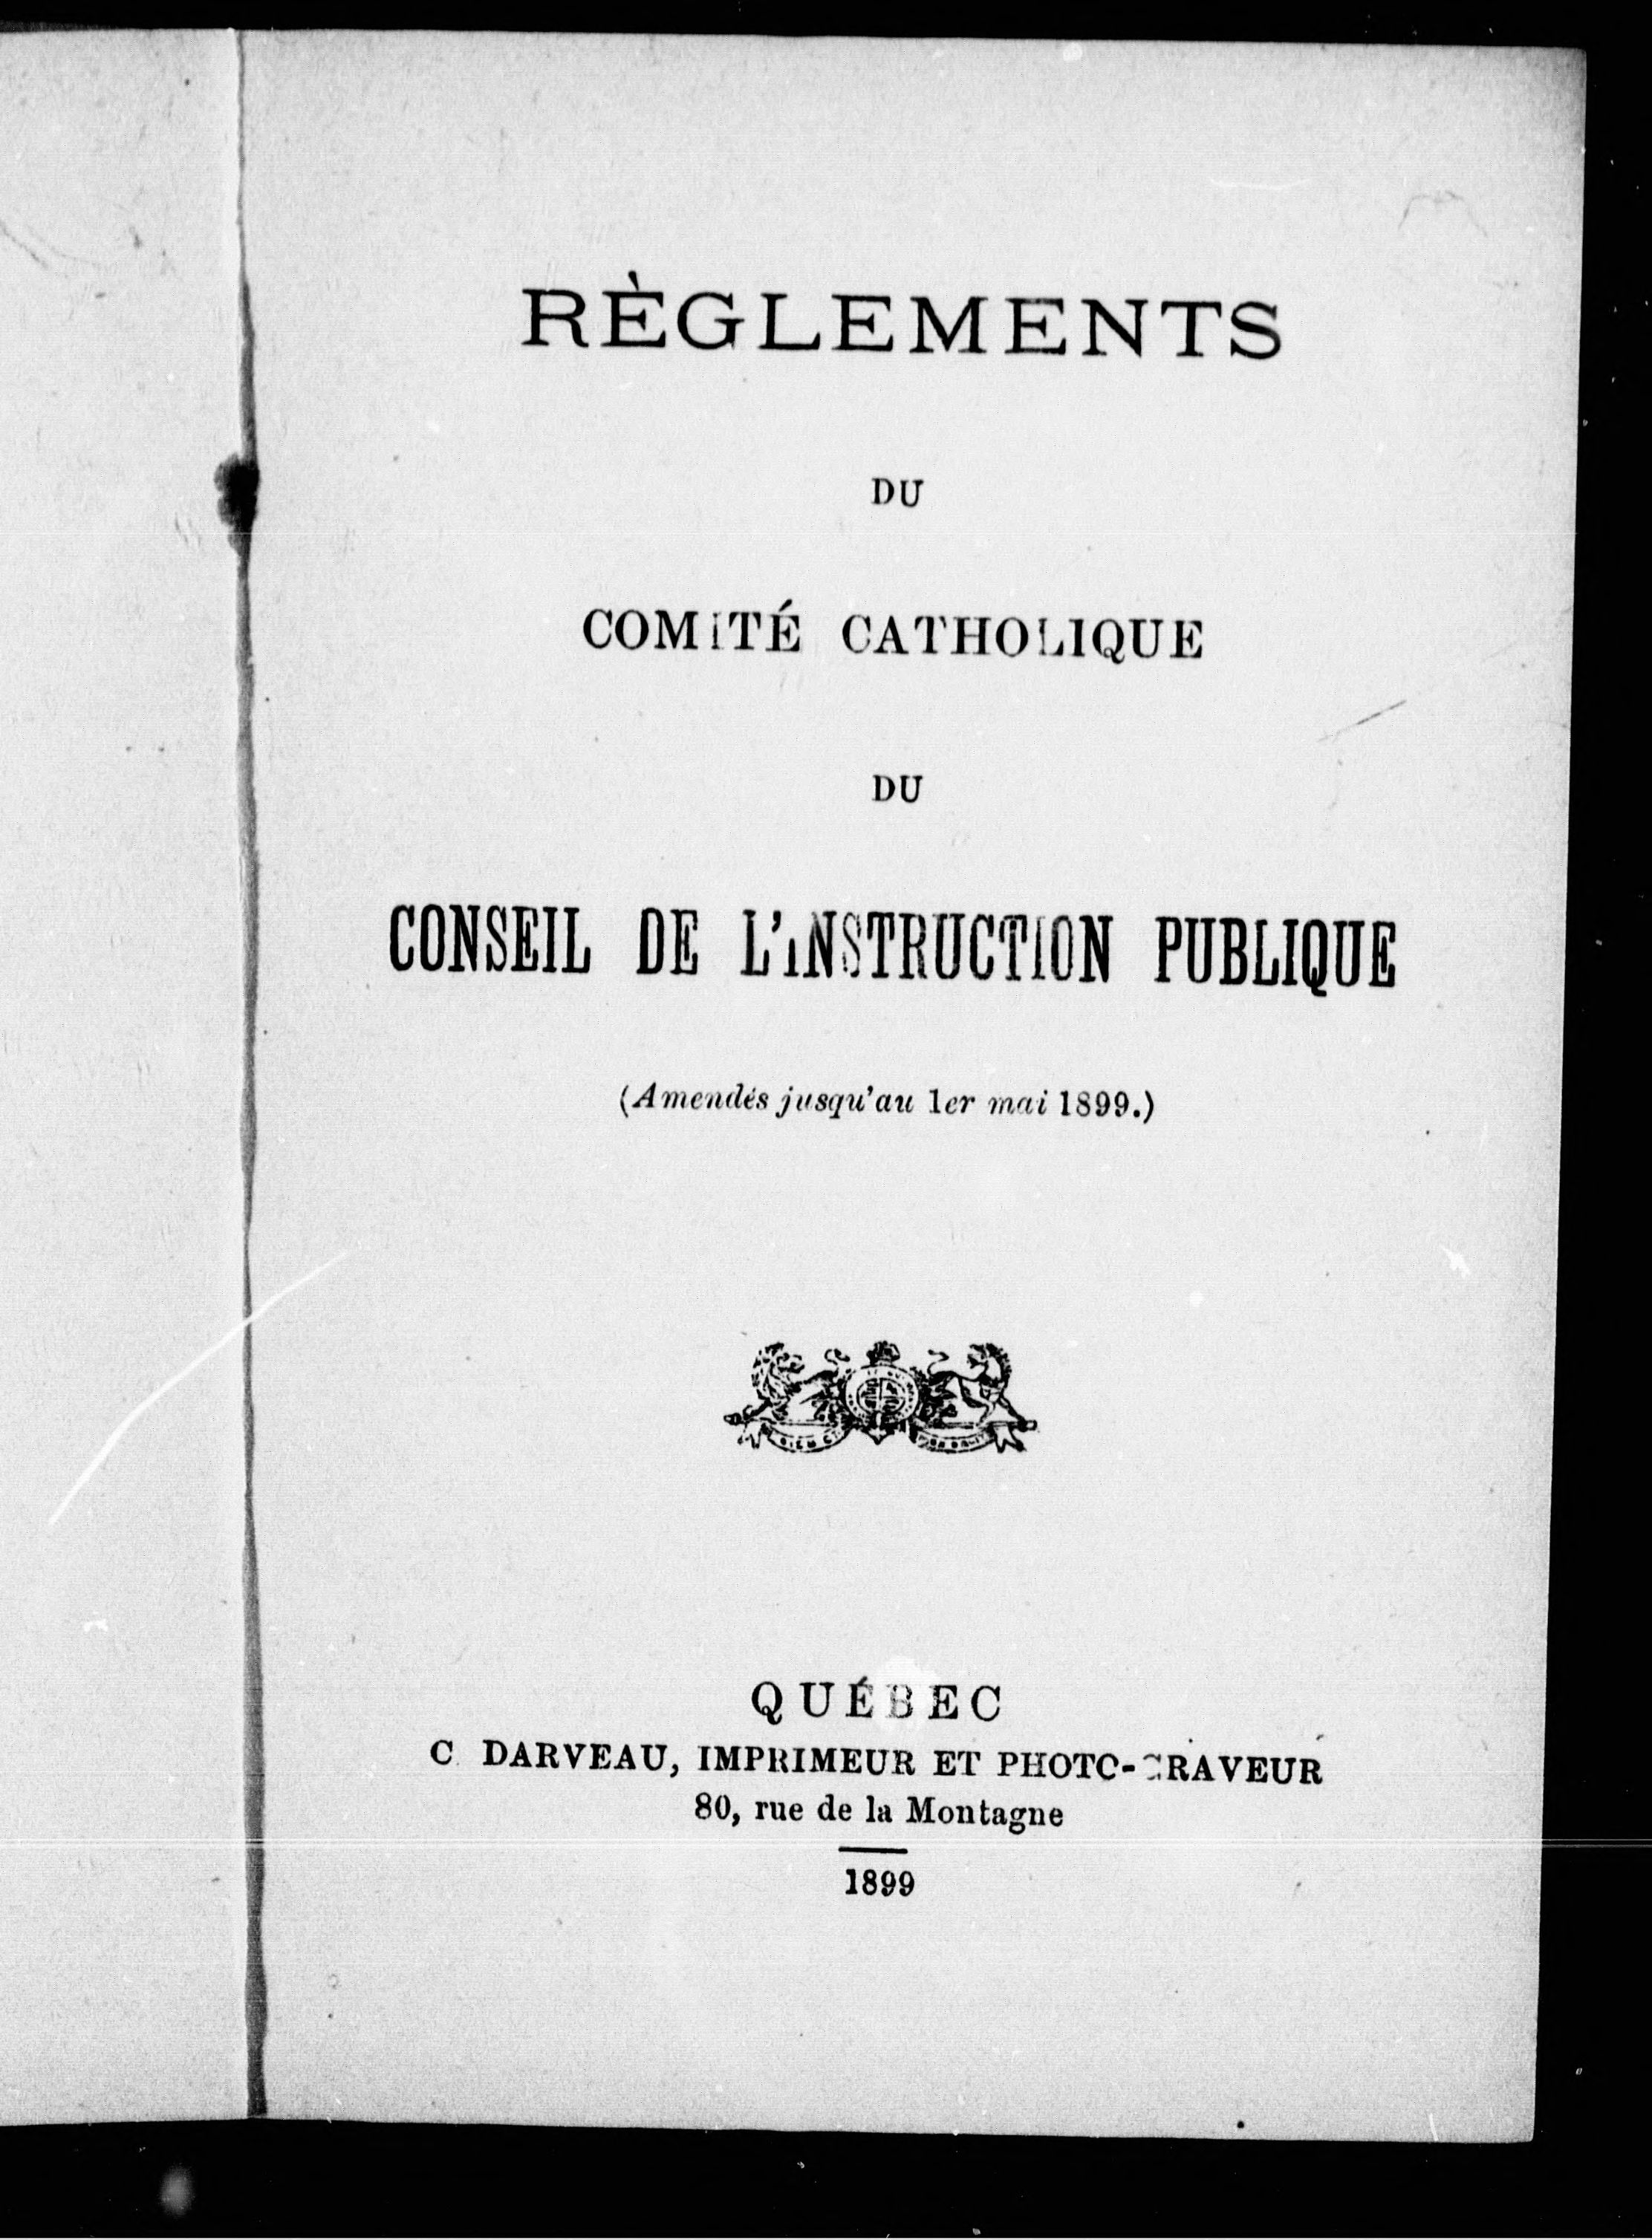 RÈGLEMENTS
DU
COMITÉ CATHOLIQUE
DU
CONSEIL DE L'INSTRUCTION PUBLIQUE
(Amendés jusqu'au 1er mai 1899.)
QUÉBEC
C. DARVEAU, IMPRIMEUR ET PHOTO-GRAVEUR
80, rue de la Montagne
1899